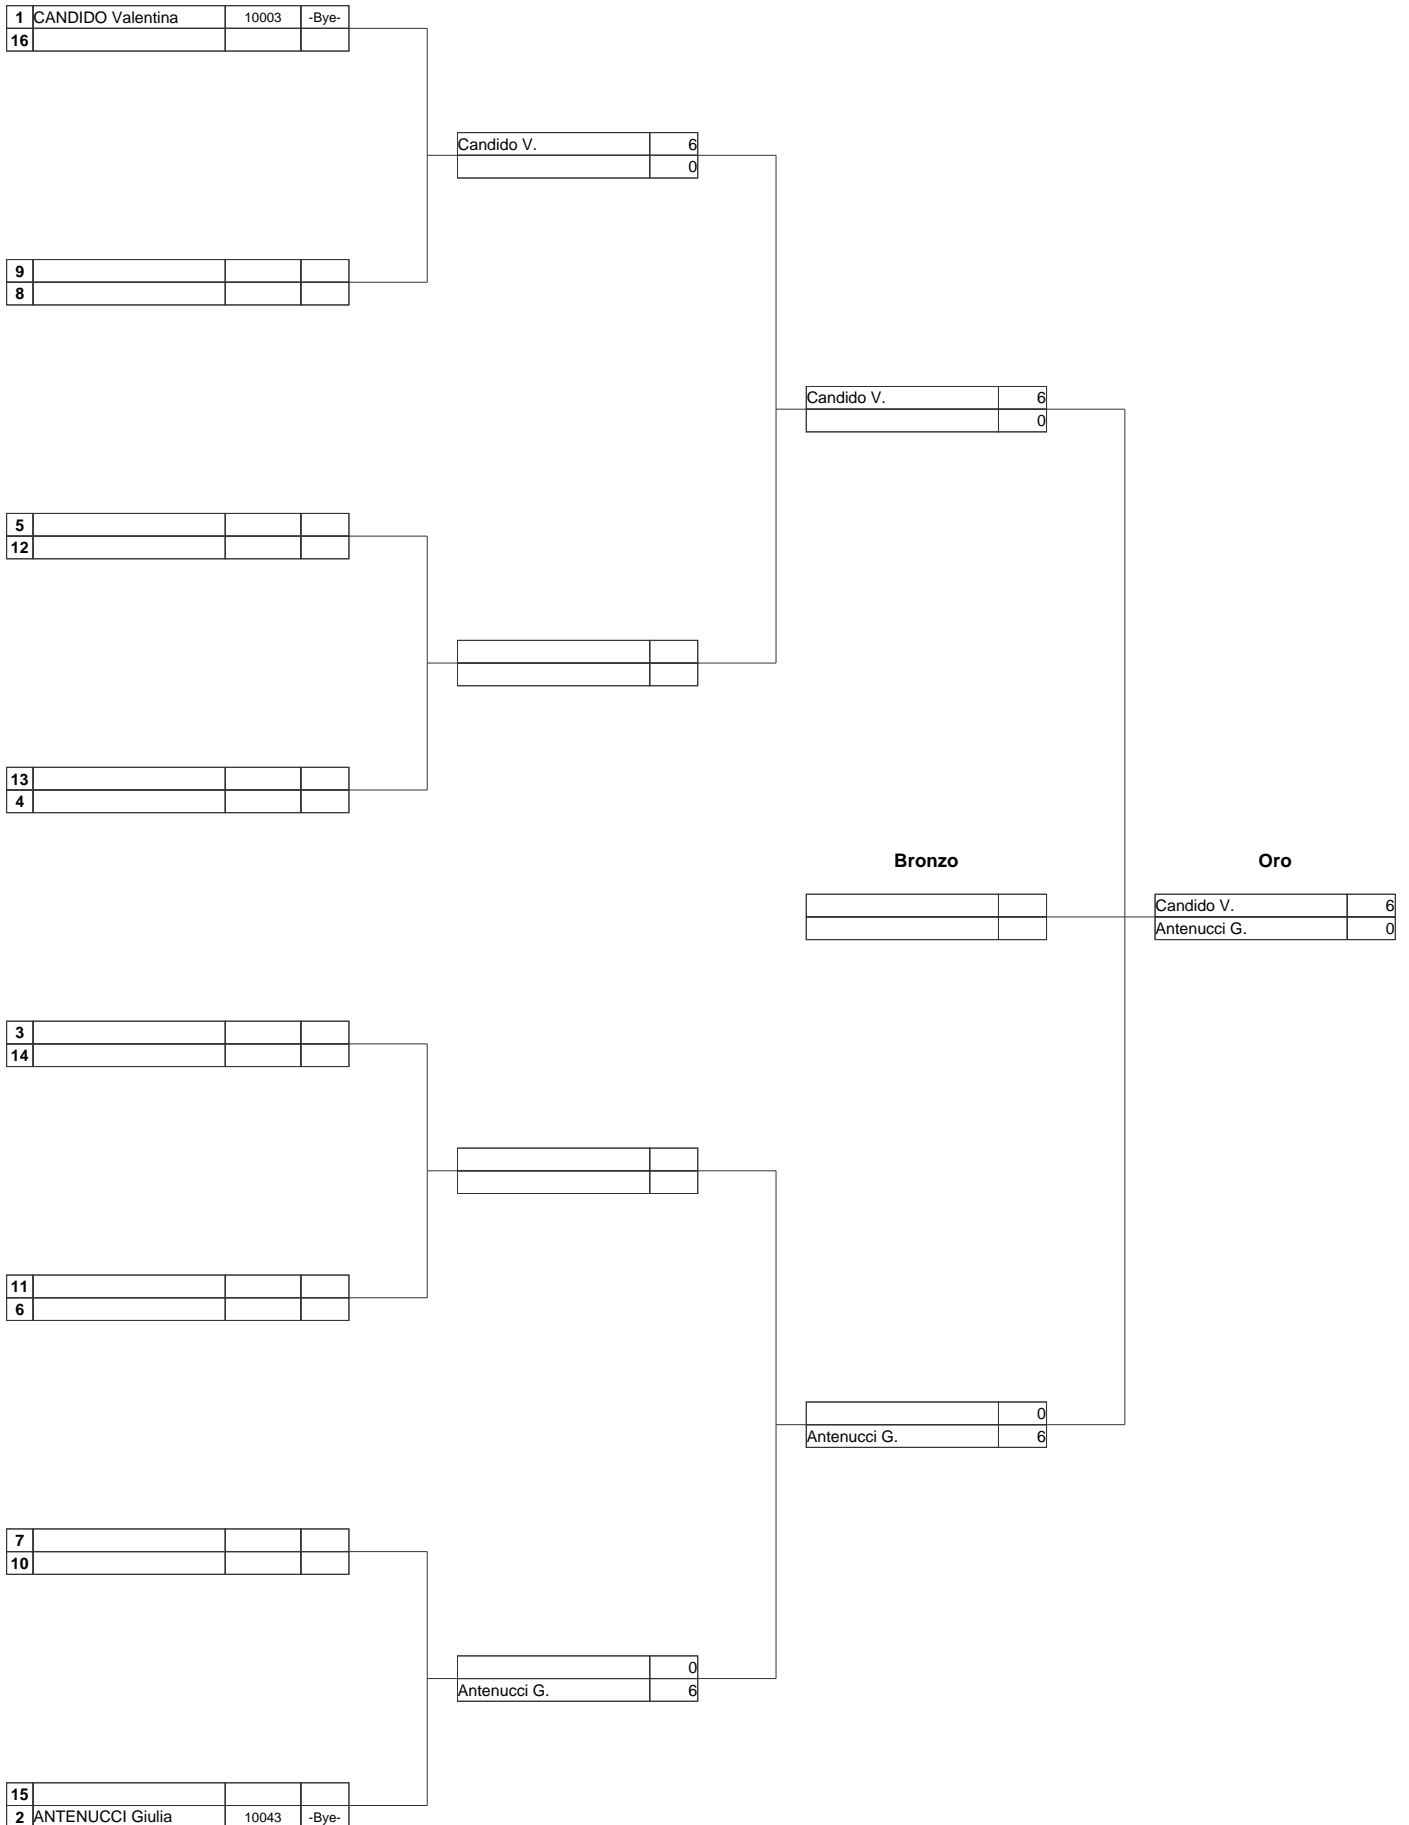 1 CANDIDO Valentina 10003 -Bye-
16
Candido V. 6
0
9
8
Candido V. 6
0
5
12
13
4
Bronzo
Oro
Candido V. 6
Antenucci G. 0
3
14
11
6
0
Antenucci G. 6
7
10
0
Antenucci G. 6
15
2 ANTENUCCI Giulia 10043 -Bye-